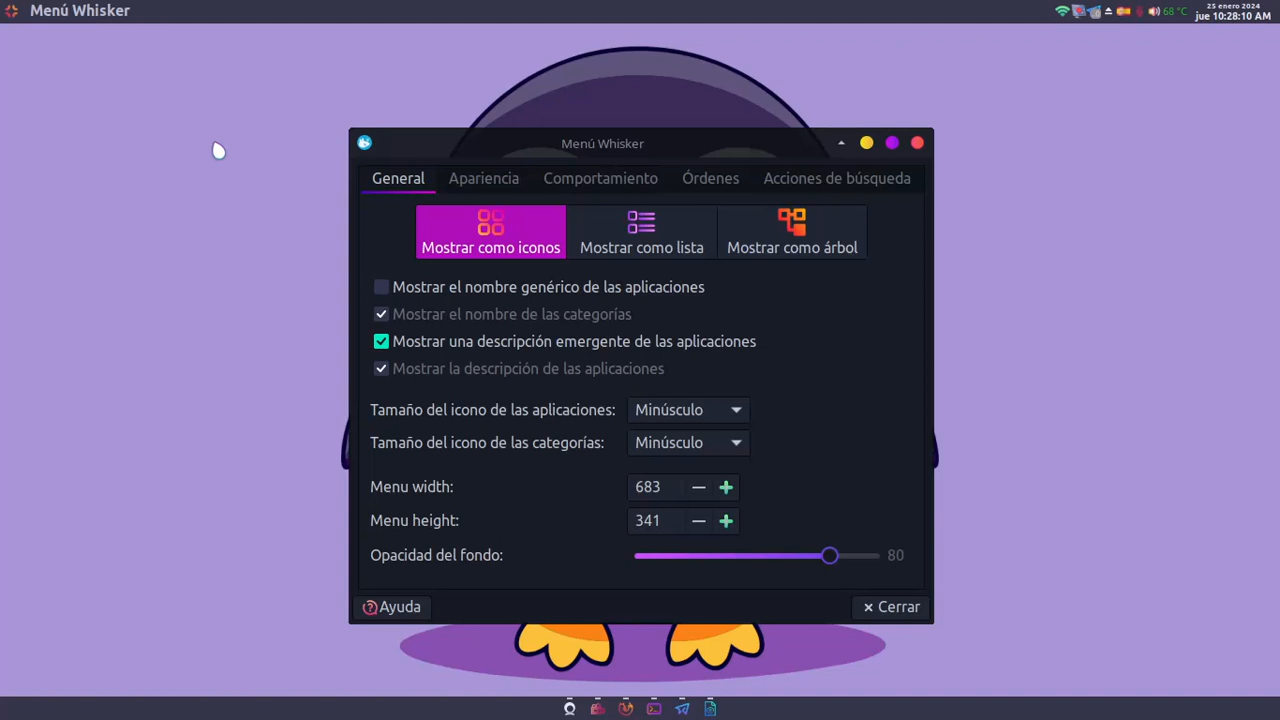 Menú Whisker
68 °C
25 enero 2024
jue 10:28:10 AM
Menú Whisker
General Apariencia Comportamiento Órdenes Acciones de búsqueda
Mostrar como iconos Mostrar como lista Mostrar como árbol
Mostrar el nombre genérico de las aplicaciones
Mostrar el nombre de las categorías
Mostrar una descripción emergente de las aplicaciones
Mostrar la descripción de las aplicaciones
Tamaño del icono de las aplicaciones: Minúsculo
Tamaño del icono de las categorías: Minúsculo
Menu width: 683
Menu height: 341
Opacidad del fondo: 80
Ayuda Cerrar